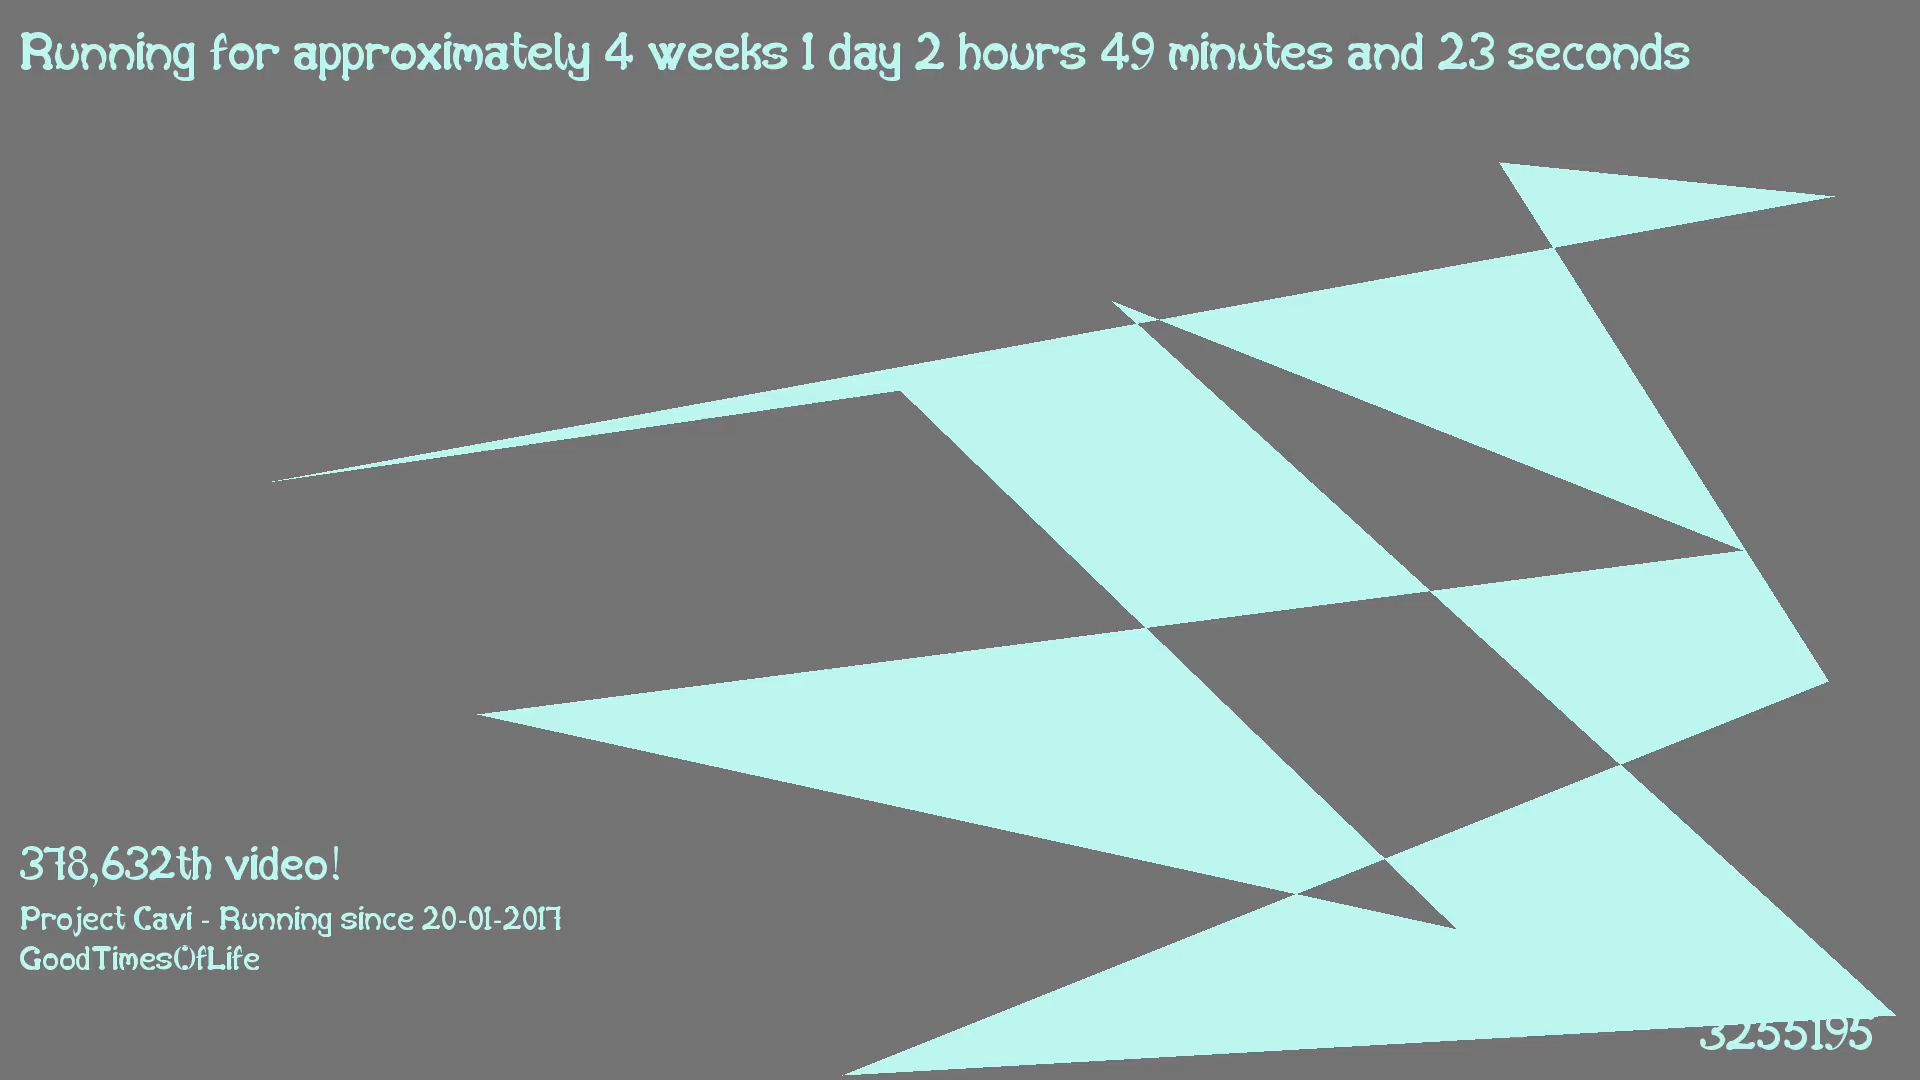 Running for approximately 4 weeks 1 day 2 hours 49 minutes and 23 seconds
378,632th video!
Project Cavi - Running since 20-01-2017
GoodTimesOfLife
3255195